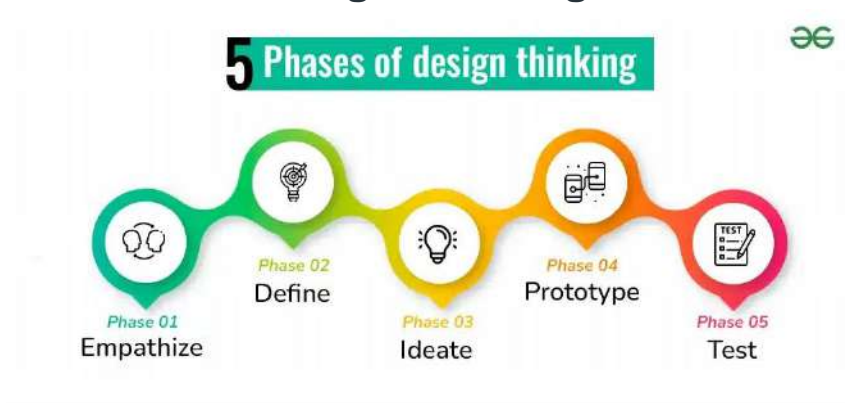 5 Phases of design thinking
Phase 01
Empathize
Phase 02
Define
Phase 03
Ideate
Phase 04
Prototype
TEST
Phase 05
Test